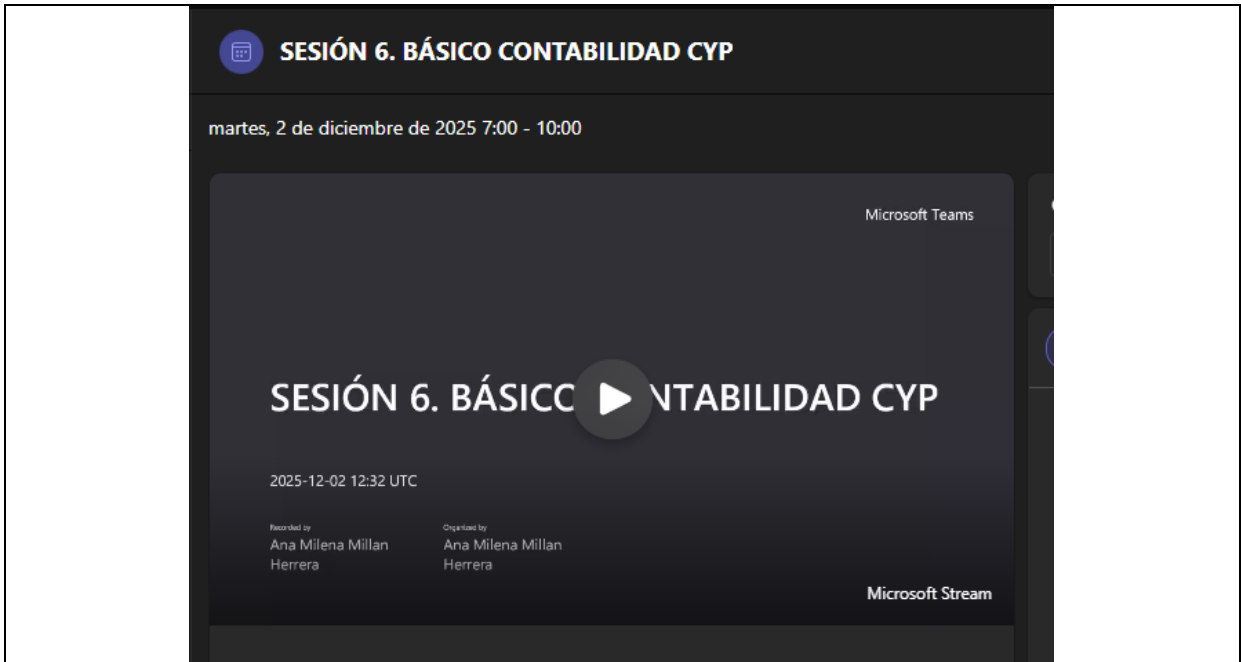 SESIÓN 6. BÁSICO CONTABILIDAD CYP
martes, 2 de diciembre de 2025 7:00 - 10:00
Microsoft Teams
SESIÓN 6. BÁSICO NTABILIDAD CYP
2025-12-02 12:32 UTC
Recorded by Organized by
Ana Milena Millan Ana Milena Millan
Herrera Herrera
Microsoft Stream